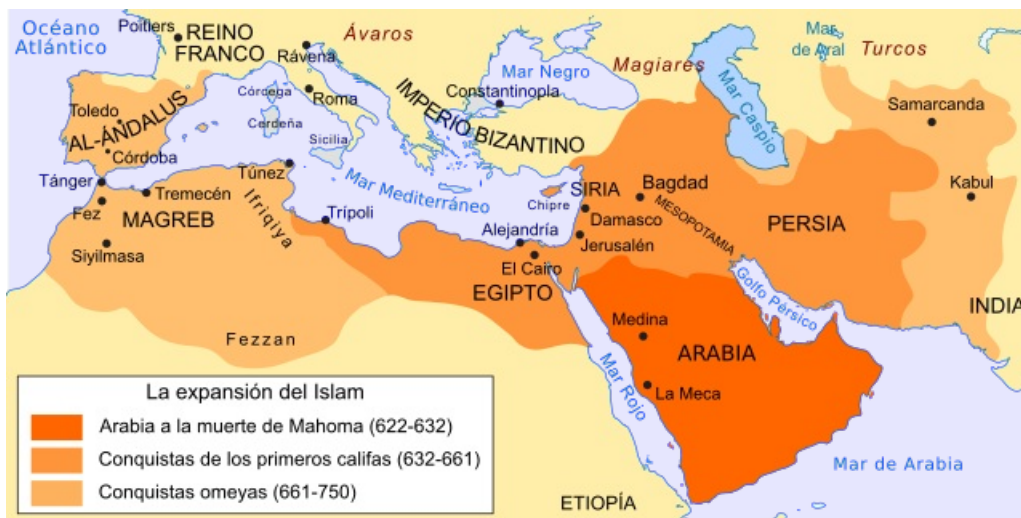 Océano
Atlántico
Poitiers
REINO
FRANCO
Ávaros
Rávena
Mar Negro
Magiares
Mar
de Aral
Turcos
Mar Caspio
Constantinopla
IMPERIO BIZANTINO
Samarcanda
Toledo
AL-ÁNDALUS
Córdoba
Córcega
Cerdeña
Roma
Sicilia
Túnez
Tánger
Tremecén
Fez
MAGREB
Siyilmasa
Ifriqiya
Trípoli
Mar Mediterráneo
Chipre
SIRIA
Bagdad
MESOPOTAMIA
Damasco
Jerusalén
PERSIA
Kabul
Alejandría
El Cairo
EGIPTO
Golfo Pérsico
INDIA
Fezzan
Medina
ARABIA
La Meca
Mar Rojo
Mar de Arabia
ETIOPÍA
La expansión del Islam
Arabia a la muerte de Mahoma (622-632)
Conquistas de los primeros califas (632-661)
Conquistas omeyas (661-750)